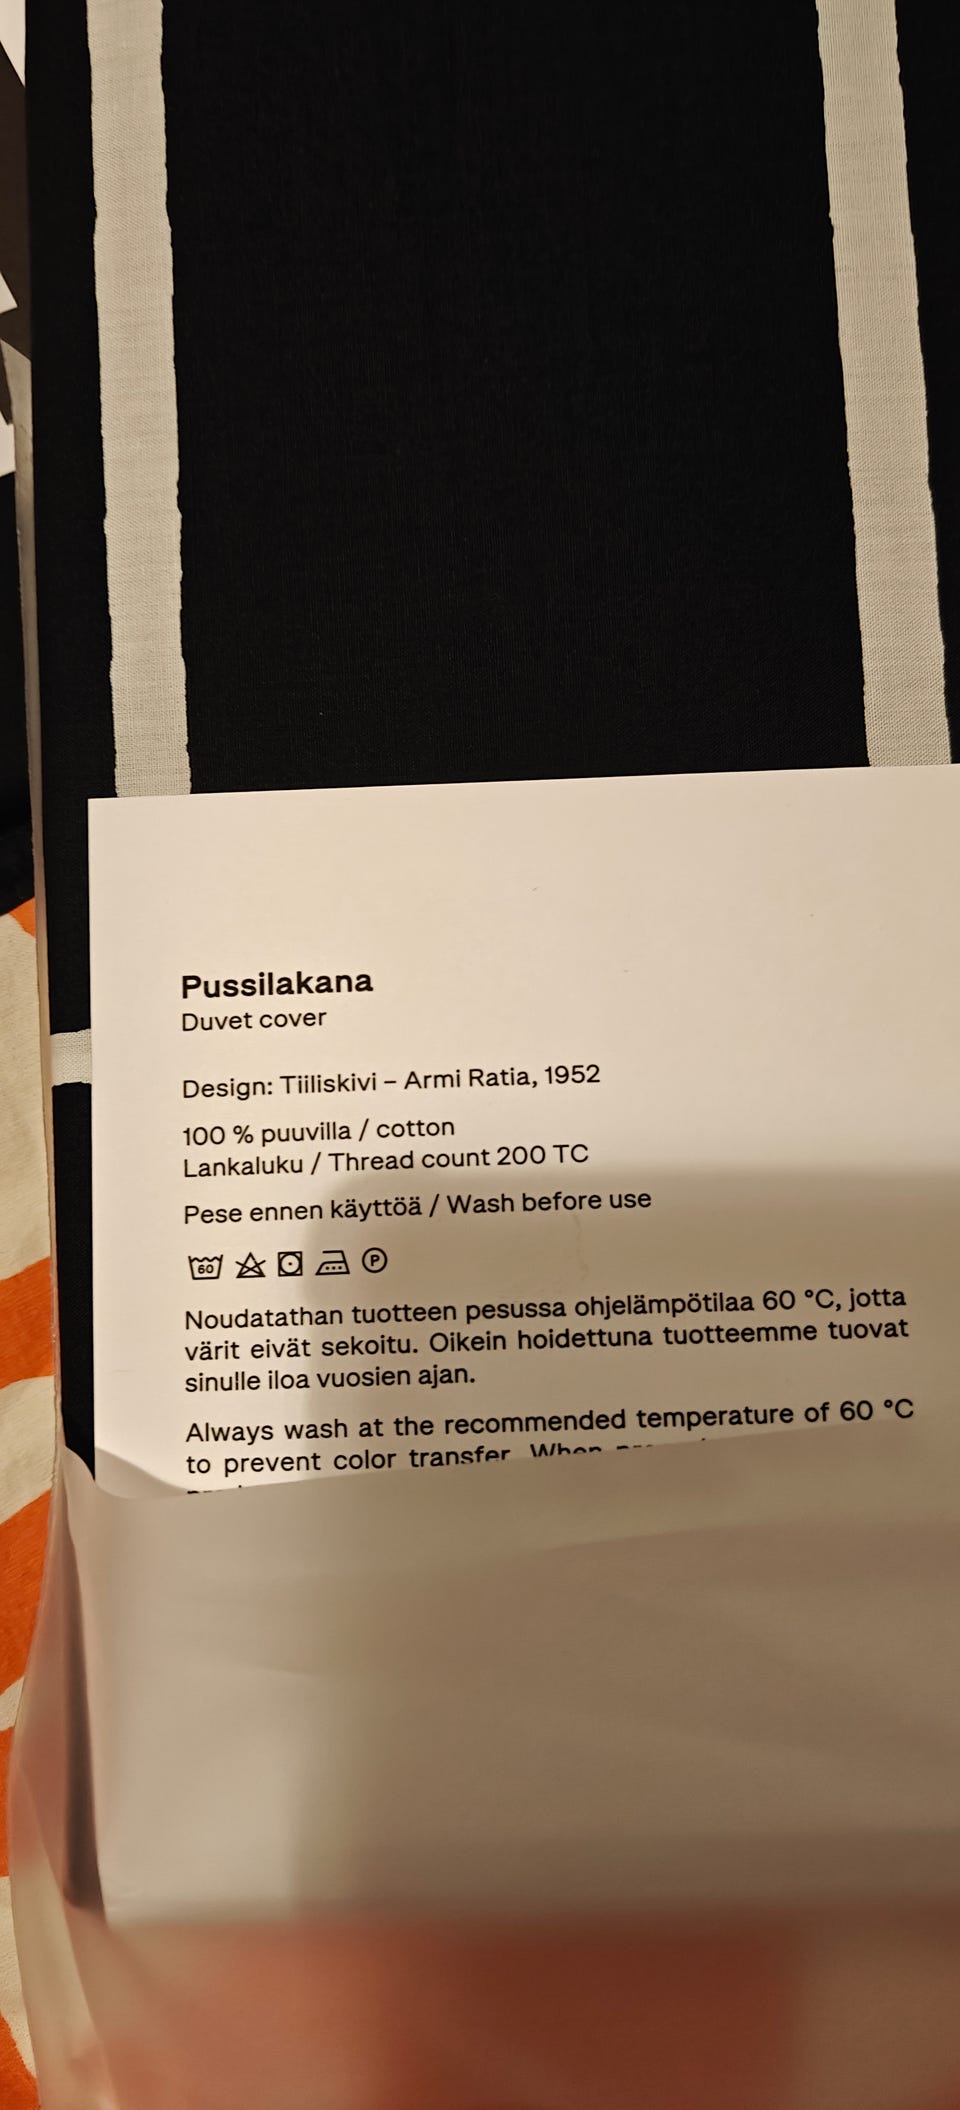 Pussilakana
Duvet cover
Design: Tiiliskivi – Armi Ratia, 1952
100 % puuvilla / cotton
Lankaluku / Thread count 200 TC
Pese ennen käyttöä / Wash before use
60 P
Noudatathan tuotteen pesussa ohjelämpötilaa 60 °C, jotta
värit eivät sekoitu. Oikein hoidettuna tuotteemme tuovat
sinulle iloa vuosien ajan.
Always wash at the recommended temperature of 60 °C
to prevent color transfer. When